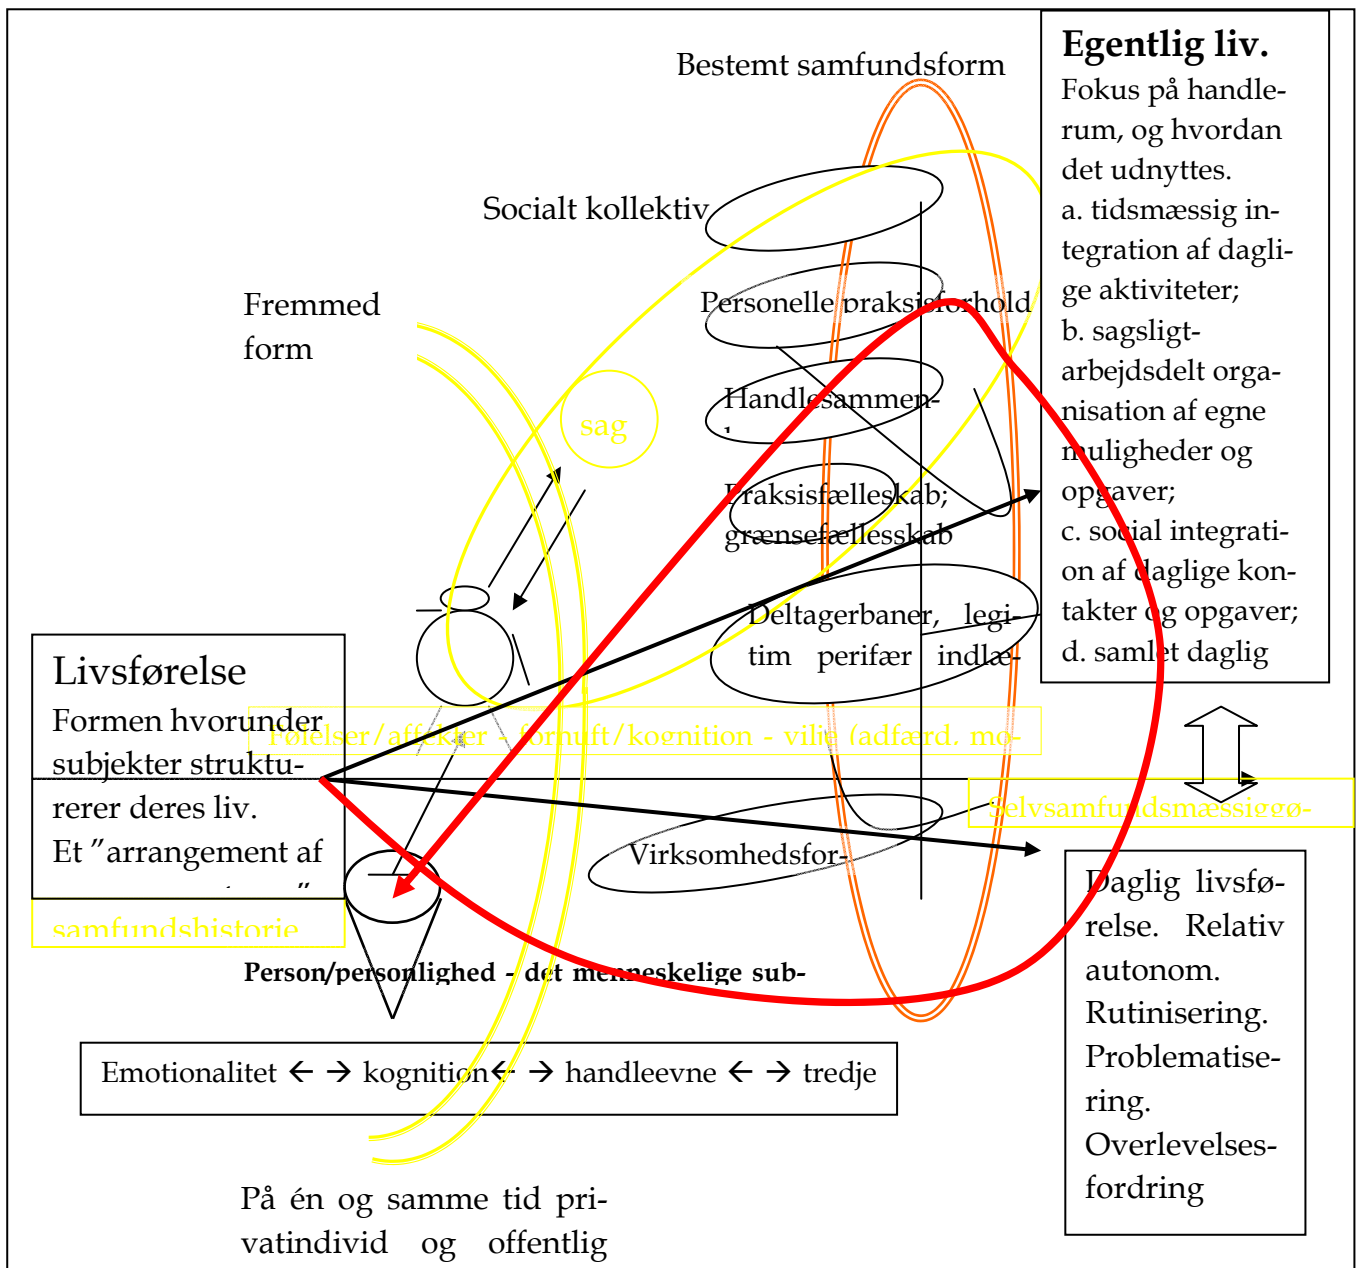 Bestemt samfundsform
Socialt kollektiv
Fremmed
form
sag
Personelle praksisforhold
Handlesammen-
Praksisfælleskab;
grænsefællesskab
Deltagerbaner, legi-
tim perifær indlæ-
Egentlig liv.
Fokus på handle-
rum, og hvordan
det udnyttes.
a. tidsmæssig in-
tegration af dagli-
ge aktiviteter;
b. sagsligt-
arbejdsdelt orga-
nisation af egne
muligheder og
opgaver;
c. social integrati-
on af daglige kon-
takter og opgaver;
d. samlet daglig
Livsførelse
Formen hvorunder
subjekter struktu-
rerer deres liv.
Et ”arrangement af
samfundshistorie
Følelser/affekter - fornuft/kognition - vilje (adfærd, mo-
Selvsamfundsmæssiggø-
Virksomhedsfor-
Daglig livsfø-
relse. Relativ
autonom.
Rutinisering.
Problematise-
ring.
Overlevelses-
fordring
Person/personlighed - det menneskelige sub-
Emotionalitet ← → kognition ← → handleevne ← → tredje
På én og samme tid pri-
vatindivid og offentlig